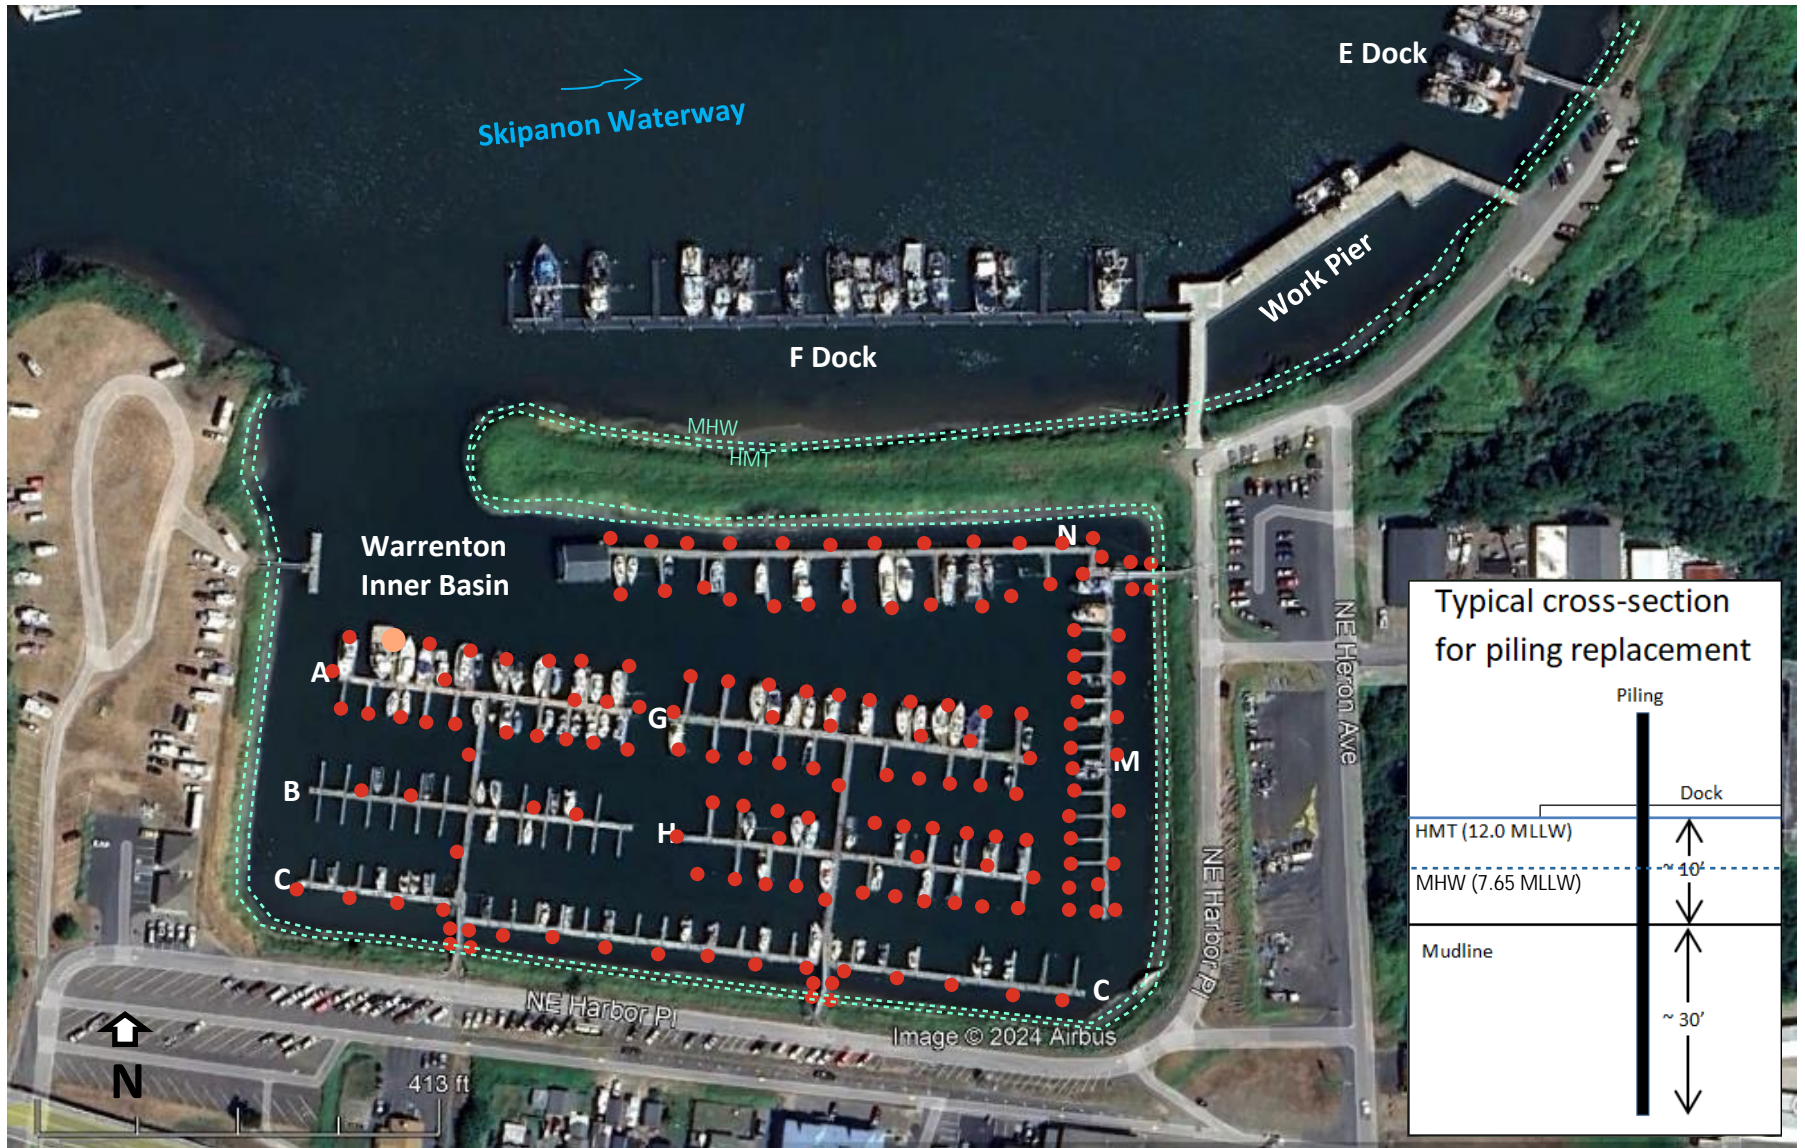 E Dock
Skipanon Waterway
Work Pier
F Dock
MHW
HMT
N
Warrenton
Inner Basin
A
G
M
B
H
C
C
NE Heron Ave
NE Harbor Pl
NE Harbor Pl
Image © 2024 Airbus
N
413 ft
Typical cross-section
for piling replacement
Piling
Dock
HMT (12.0 MLLW)
~ 10'
MHW (7.65 MLLW)
Mudline
~ 30'